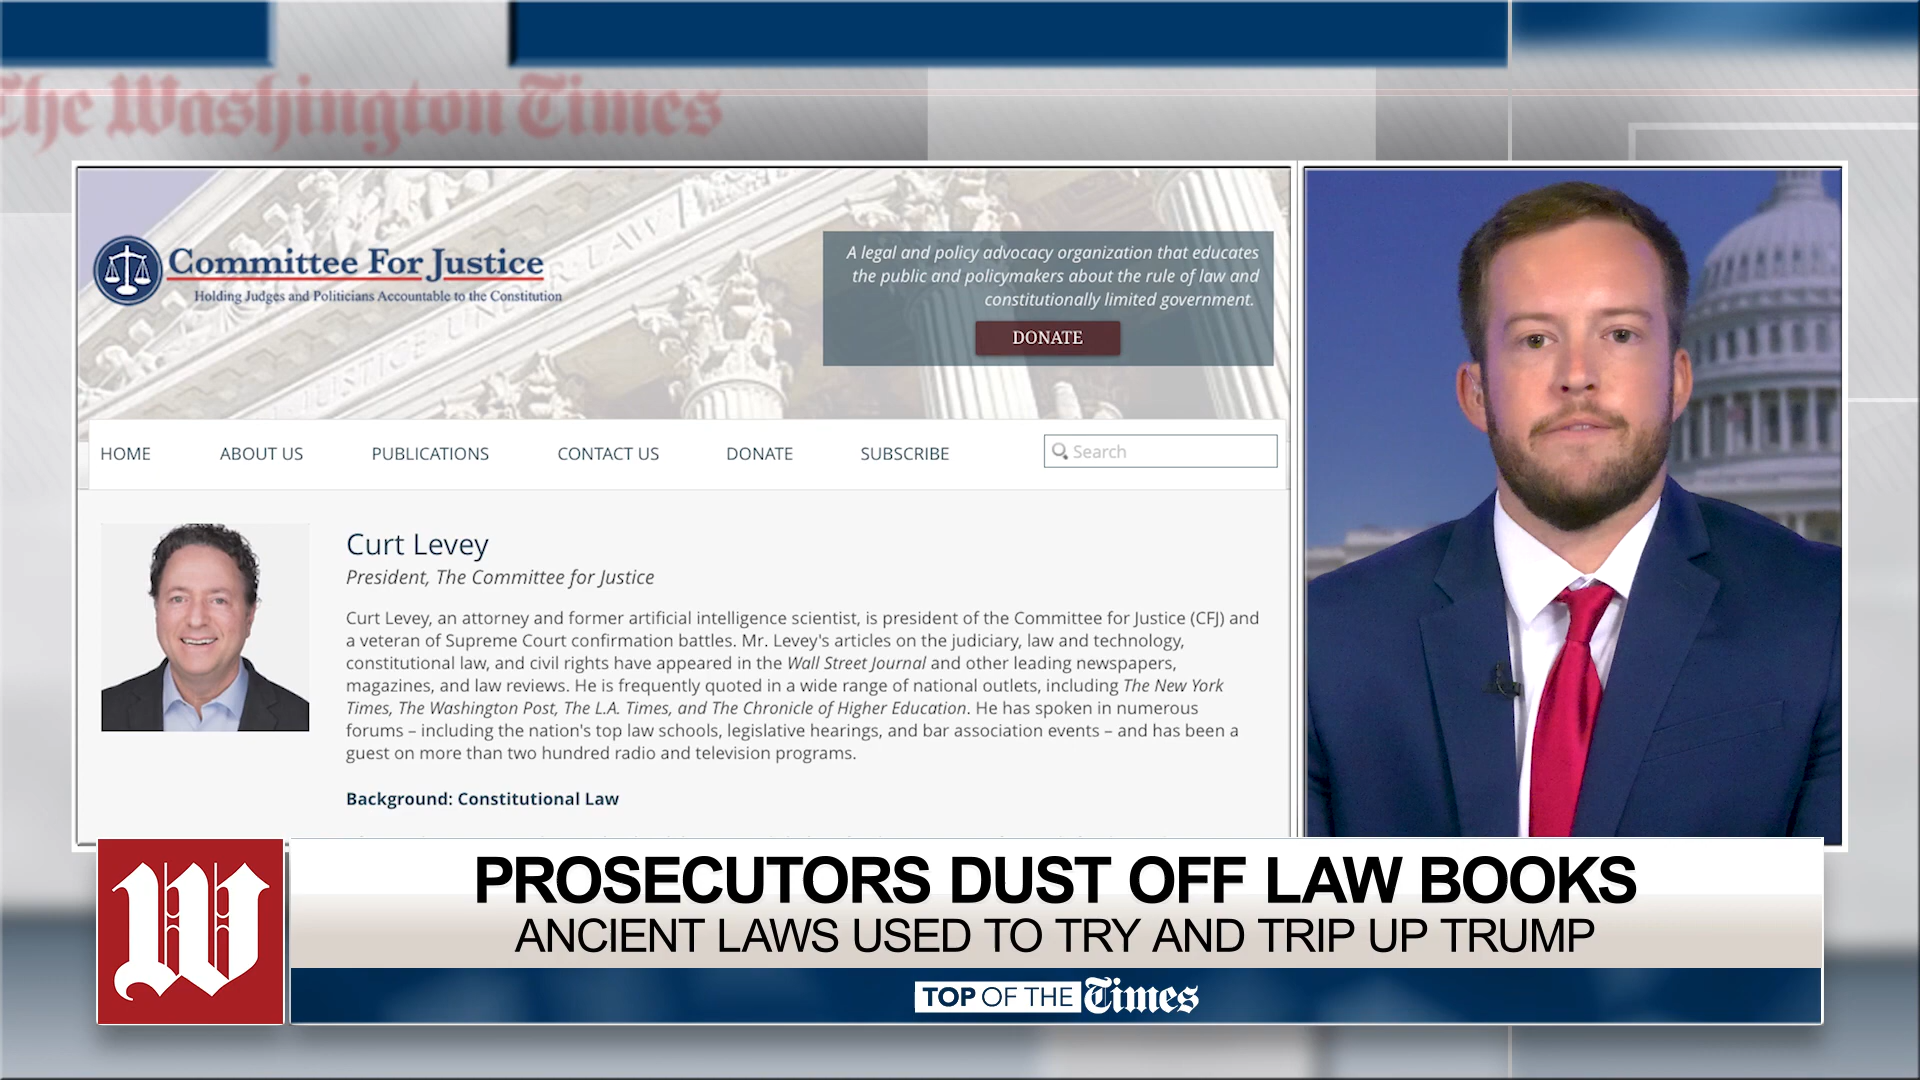 The Washington Times
JUSTICE UNDER LAW
Committee For Justice
Holding Judges and Politicians Accountable to the Constitution
A legal and policy advocacy organization that educates
the public and policymakers about the rule of law and
constitutionally limited government.
DONATE
HOME ABOUT US PUBLICATIONS CONTACT US DONATE SUBSCRIBE Search
Curt Levey
President, The Committee for Justice
Curt Levey, an attorney and former artificial intelligence scientist, is president of the Committee for Justice (CFJ) and
a veteran of Supreme Court confirmation battles. Mr. Levey's articles on the judiciary, law and technology,
constitutional law, and civil rights have appeared in the Wall Street Journal and other leading newspapers,
magazines, and law reviews. He is frequently quoted in a wide range of national outlets, including The New York
Times, The Washington Post, The L.A. Times, and The Chronicle of Higher Education. He has spoken in numerous
forums – including the nation's top law schools, legislative hearings, and bar association events – and has been a
guest on more than two hundred radio and television programs.
Background: Constitutional Law
W
PROSECUTORS DUST OFF LAW BOOKS
ANCIENT LAWS USED TO TRY AND TRIP UP TRUMP
TOP OF THE Times